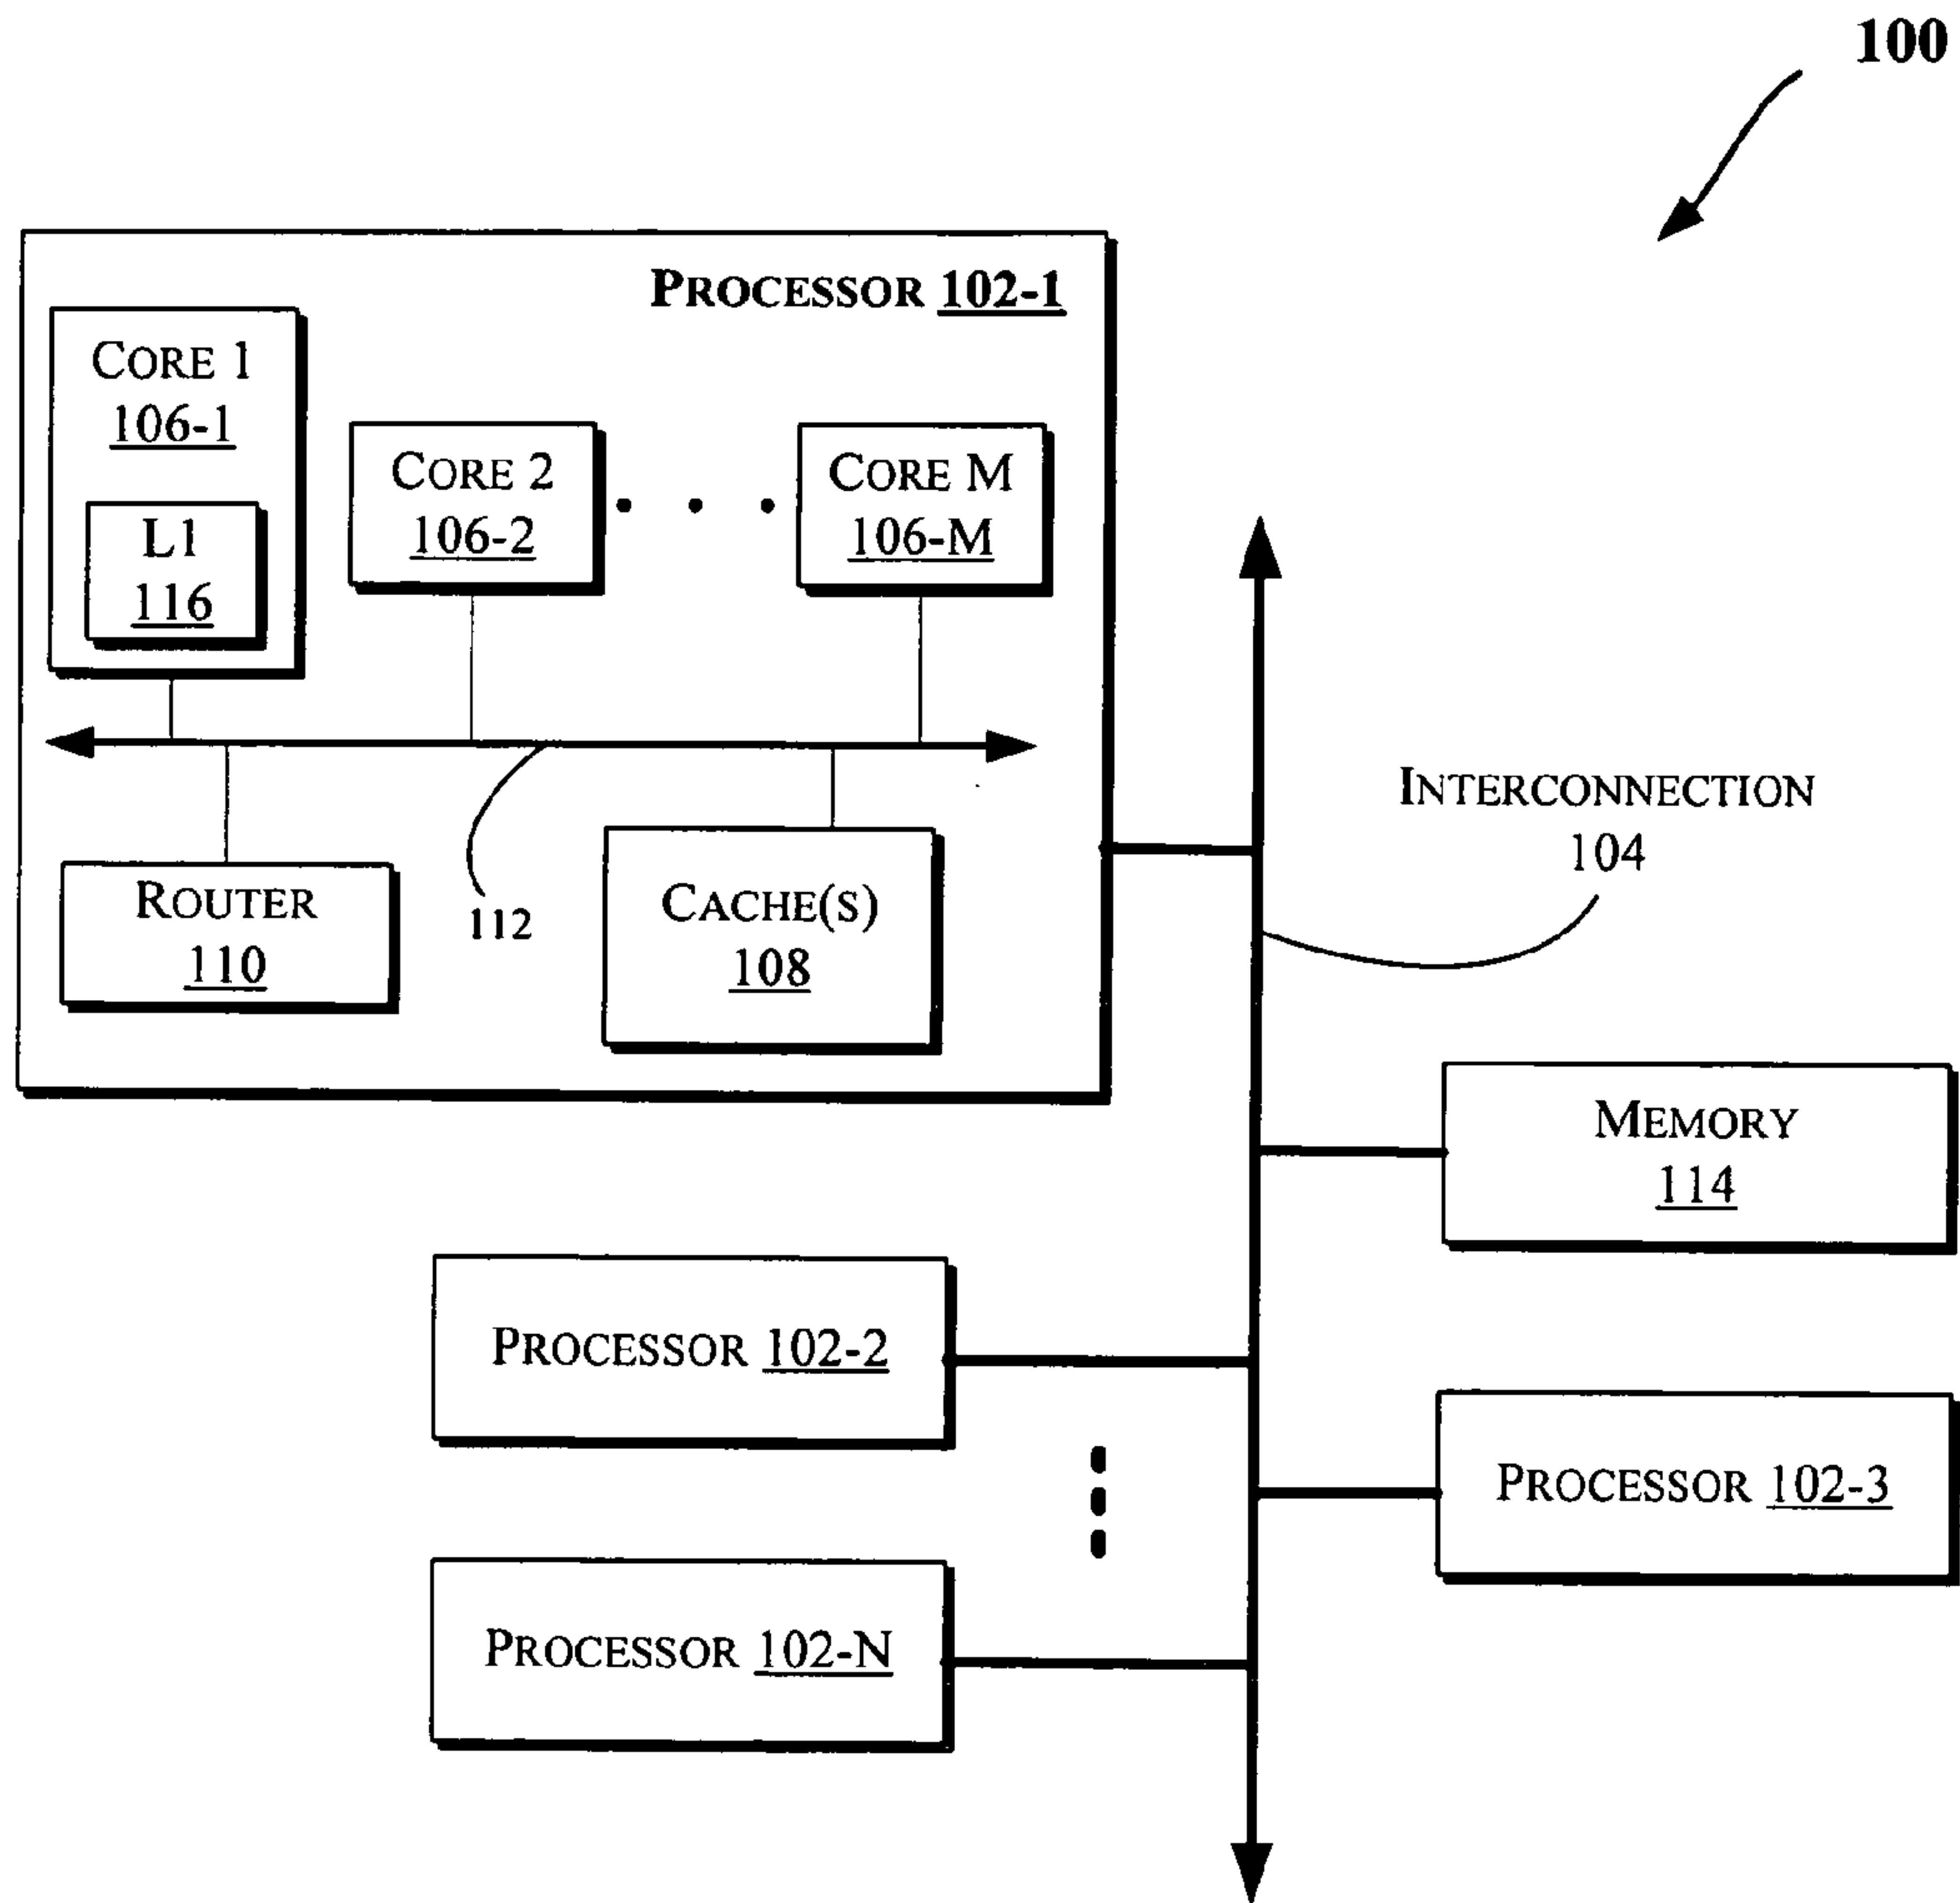 100
PROCESSOR 102-1
CORE 1
106-1
L1
116
CORE 2
106-2
CORE M
106-M
ROUTER
110
112
CACHE(S)
108
INTERCONNECTION
104
MEMORY
114
PROCESSOR 102-2
PROCESSOR 102-3
PROCESSOR 102-N